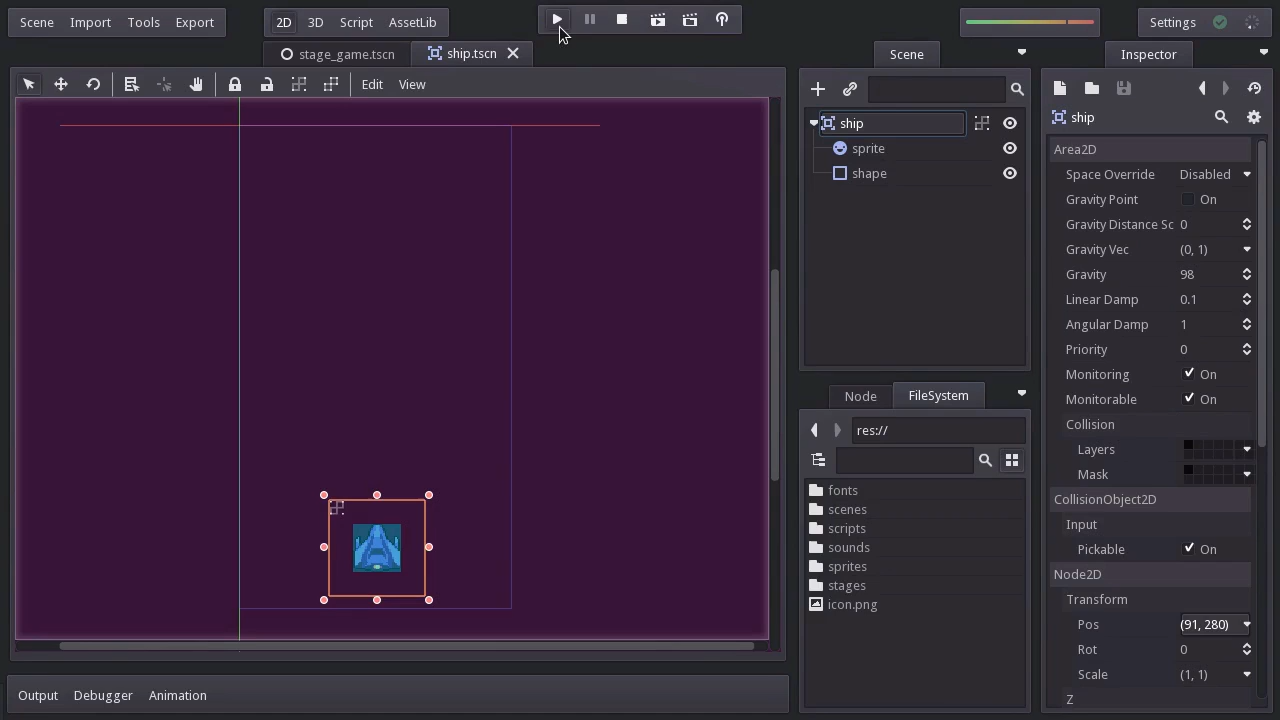 Scene Import Tools Export 2D 3D Script AssetLib Settings
stage_game.tscn ship.tscn Scene Inspector
Edit View
ship ship
sprite
shape
Area2D
Space Override Disabled
Gravity Point On
Gravity Distance Sc 0
Gravity Vec (0, 1)
Gravity 98
Linear Damp 0.1
Angular Damp 1
Priority 0
Monitoring On
Monitorable On
Node FileSystem
Collision
res://
Layers
Mask
fonts
scenes
scripts
sounds
sprites
stages
icon.png
CollisionObject2D
Input
Pickable On
Node2D
Transform
Pos (91, 280)
Rot 0
Scale (1, 1)
Z
Output Debugger Animation